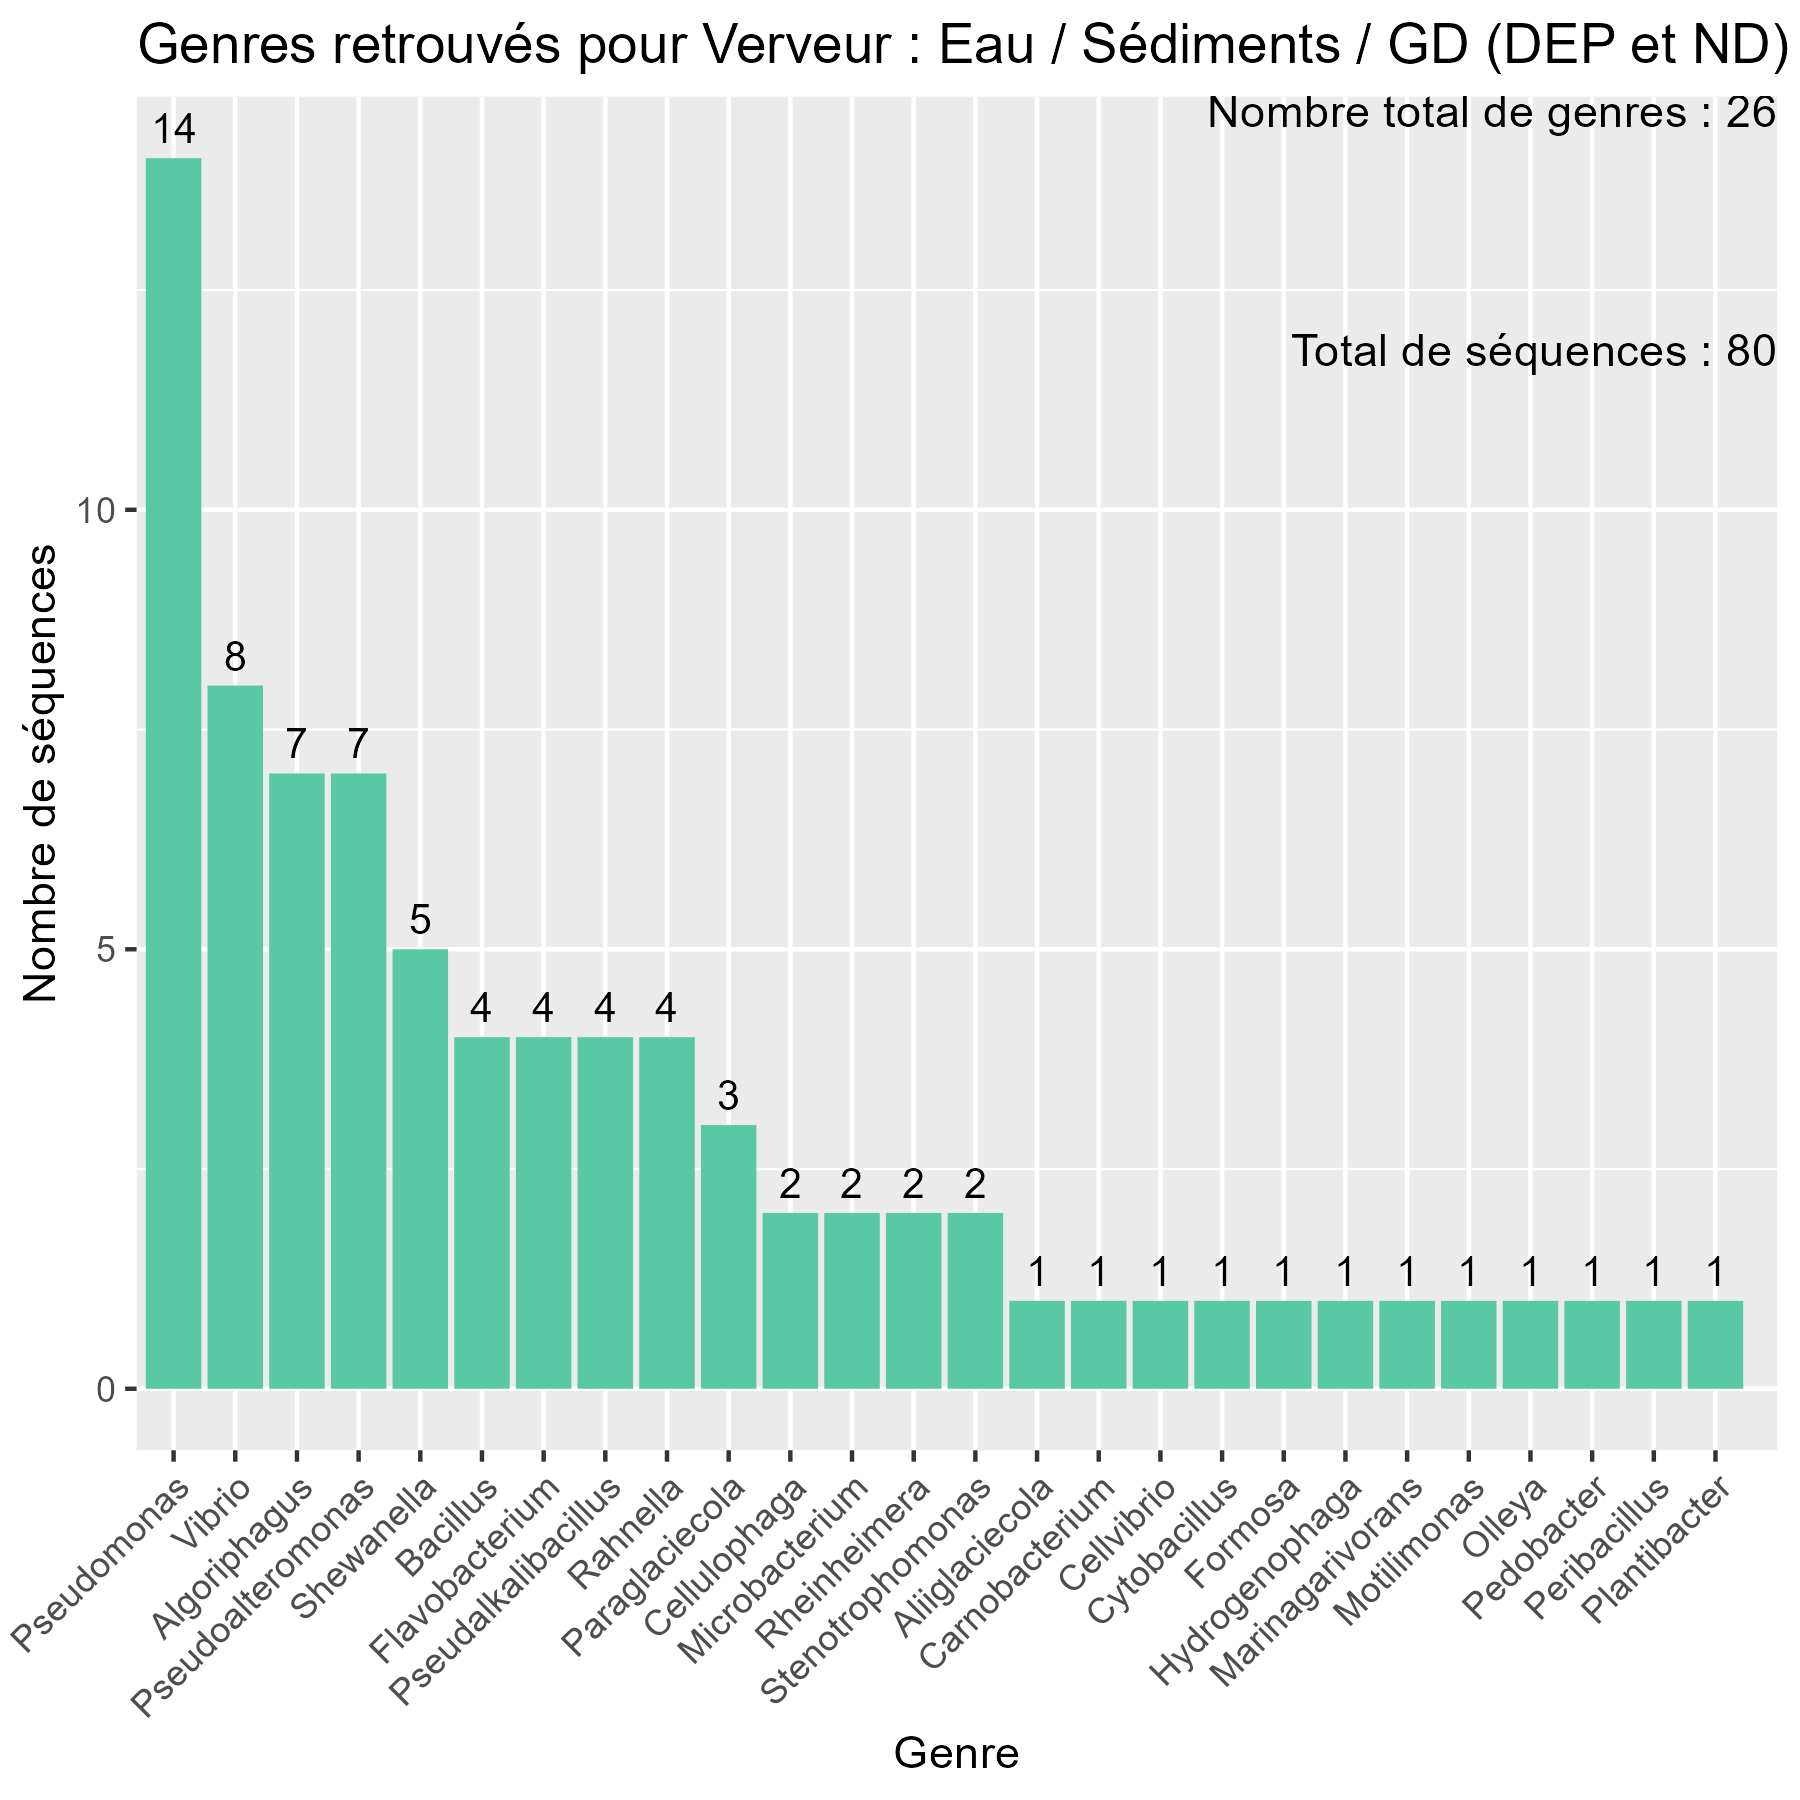 Genres retrouvés pour Verveur : Eau / Sédiments / GD (DEP et ND)
Nombre total de genres : 26
Total de séquences : 80
14
8
7
7
5
4
4
4
4
3
2
2
2
2
1
1
1
1
1
1
1
1
1
1
1
1
10
5
0
Nombre de séquences
Pseudomonas
Vibrio
Algoriphagus
Pseudoalteromonas
Shewanella
Bacillus
Flavobacterium
Pseudalkalibacillus
Rahnella
Paraglaciecola
Cellulophaga
Microbacterium
Rheinheimera
Stenotrophomonas
Aliiglaciecola
Carnobacterium
Cellvibrio
Cytobacillus
Formosa
Hydrogenophaga
Marinagarivorans
Motilimonas
Olleya
Pedobacter
Peribacillus
Plantibacter
Genre